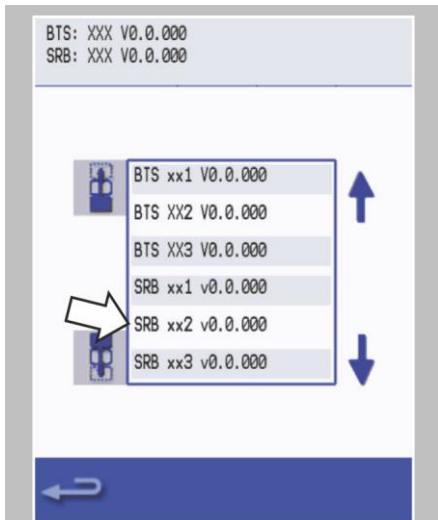 BTS: XXX V0.0.000
SRB: XXX V0.0.000
BTS xx1 V0.0.000
BTS XX2 V0.0.000
BTS XX3 V0.0.000
SRB xx1 v0.0.000
SRB xx2 v0.0.000
SRB xx3 v0.0.000